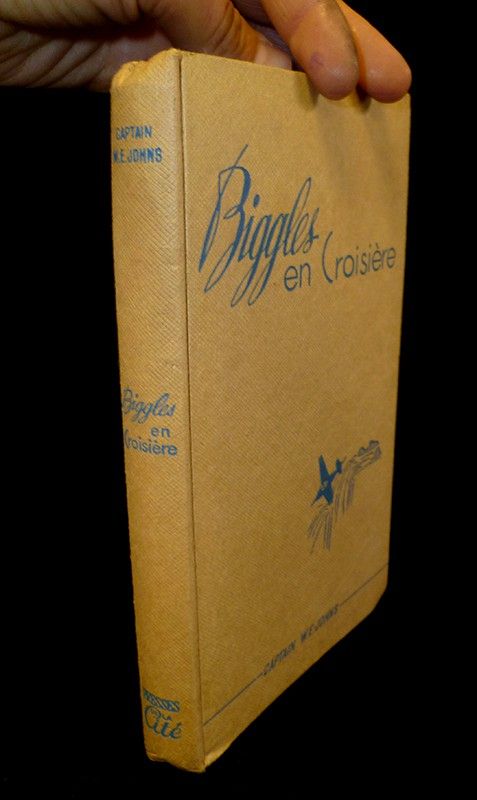 CAPTAIN
W.E.JOHNS
Biggles
en
Croisière
PRESSES
Cité
Biggles
en Croisière
CAPTAIN W.E.JOHNS